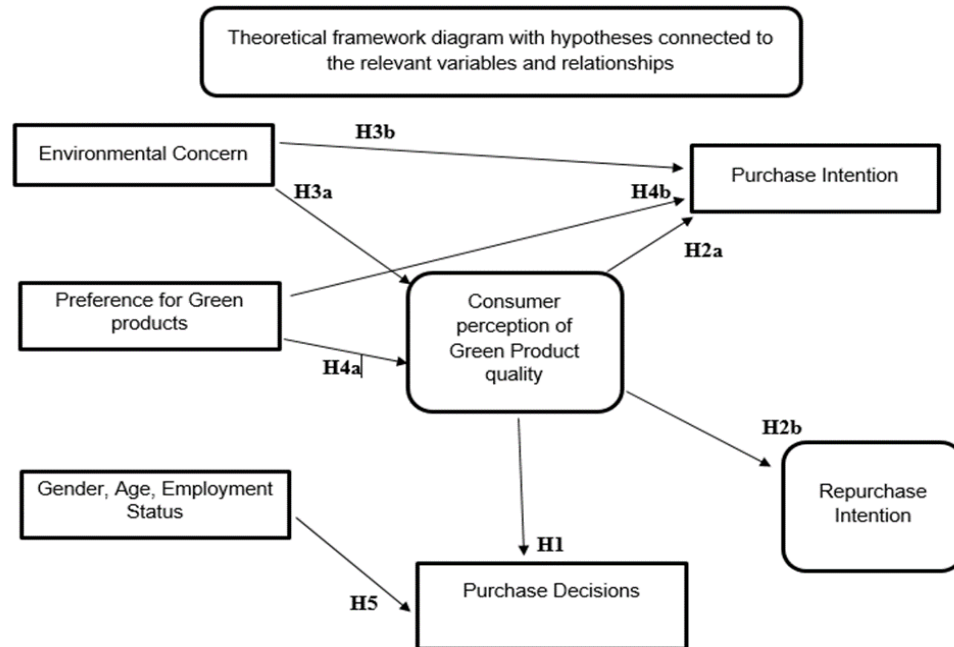 Theoretical framework diagram with hypotheses connected to
the relevant variables and relationships
H3b
Environmental Concern
Purchase Intention
H3a
H4b
H2a
Preference for Green
products
Consumer
perception of
Green Product
quality
H4a
H2b
Gender, Age, Employment
Status
Repurchase
Intention
H1
Purchase Decisions
H5